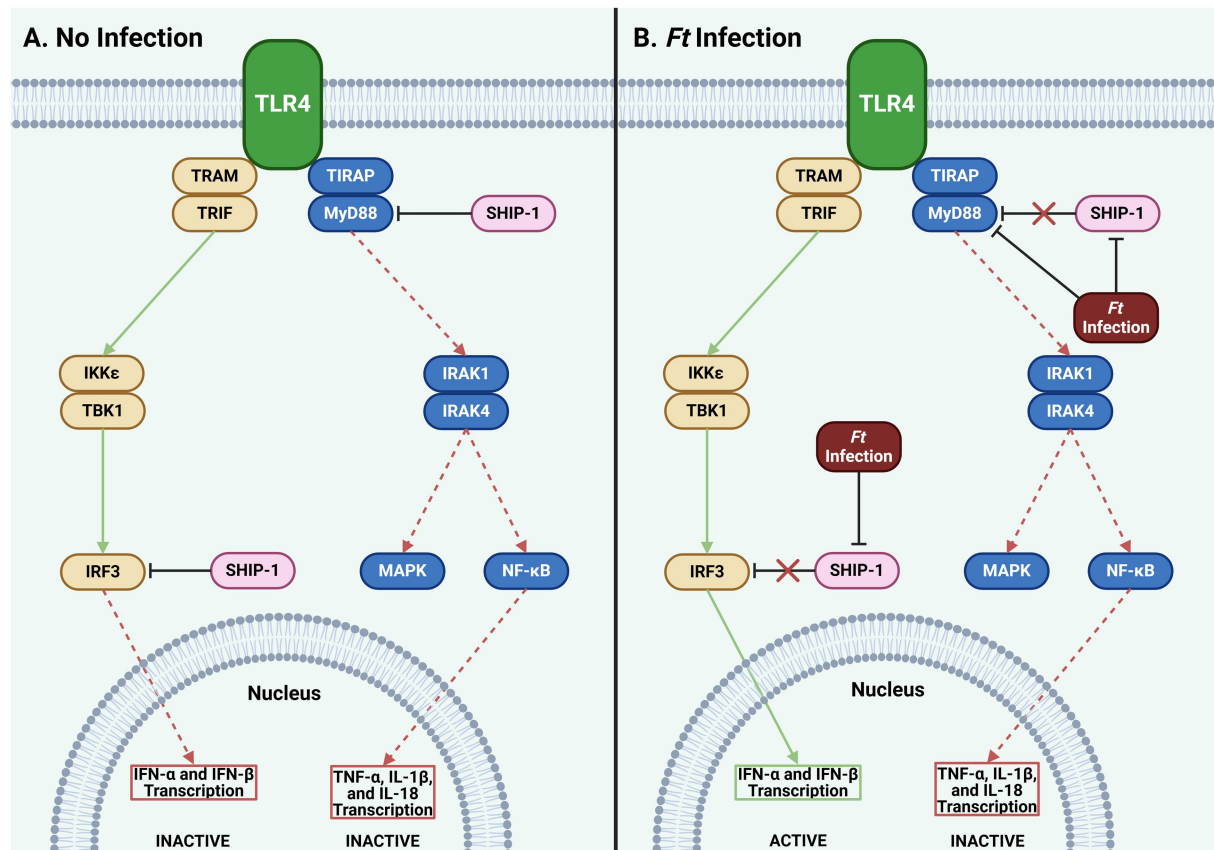 A. No Infection
TLR4
TRAM
TIRAP
TRIF
MyD88
SHIP-1
IKKε
TBK1
IRAK1
IRAK4
IRF3
SHIP-1
MAPK
NF-κB
Nucleus
IFN-α and IFN-β
Transcription
TNF-α, IL-1β,
and IL-18
Transcription
INACTIVE
INACTIVE
B. Ft Infection
TLR4
TRAM
TIRAP
TRIF
MyD88
SHIP-1
Ft
Infection
IKKε
TBK1
IRAK1
IRAK4
Ft
Infection
IRF3
SHIP-1
MAPK
NF-κB
Nucleus
IFN-α and IFN-β
Transcription
TNF-α, IL-1β,
and IL-18
Transcription
ACTIVE
INACTIVE